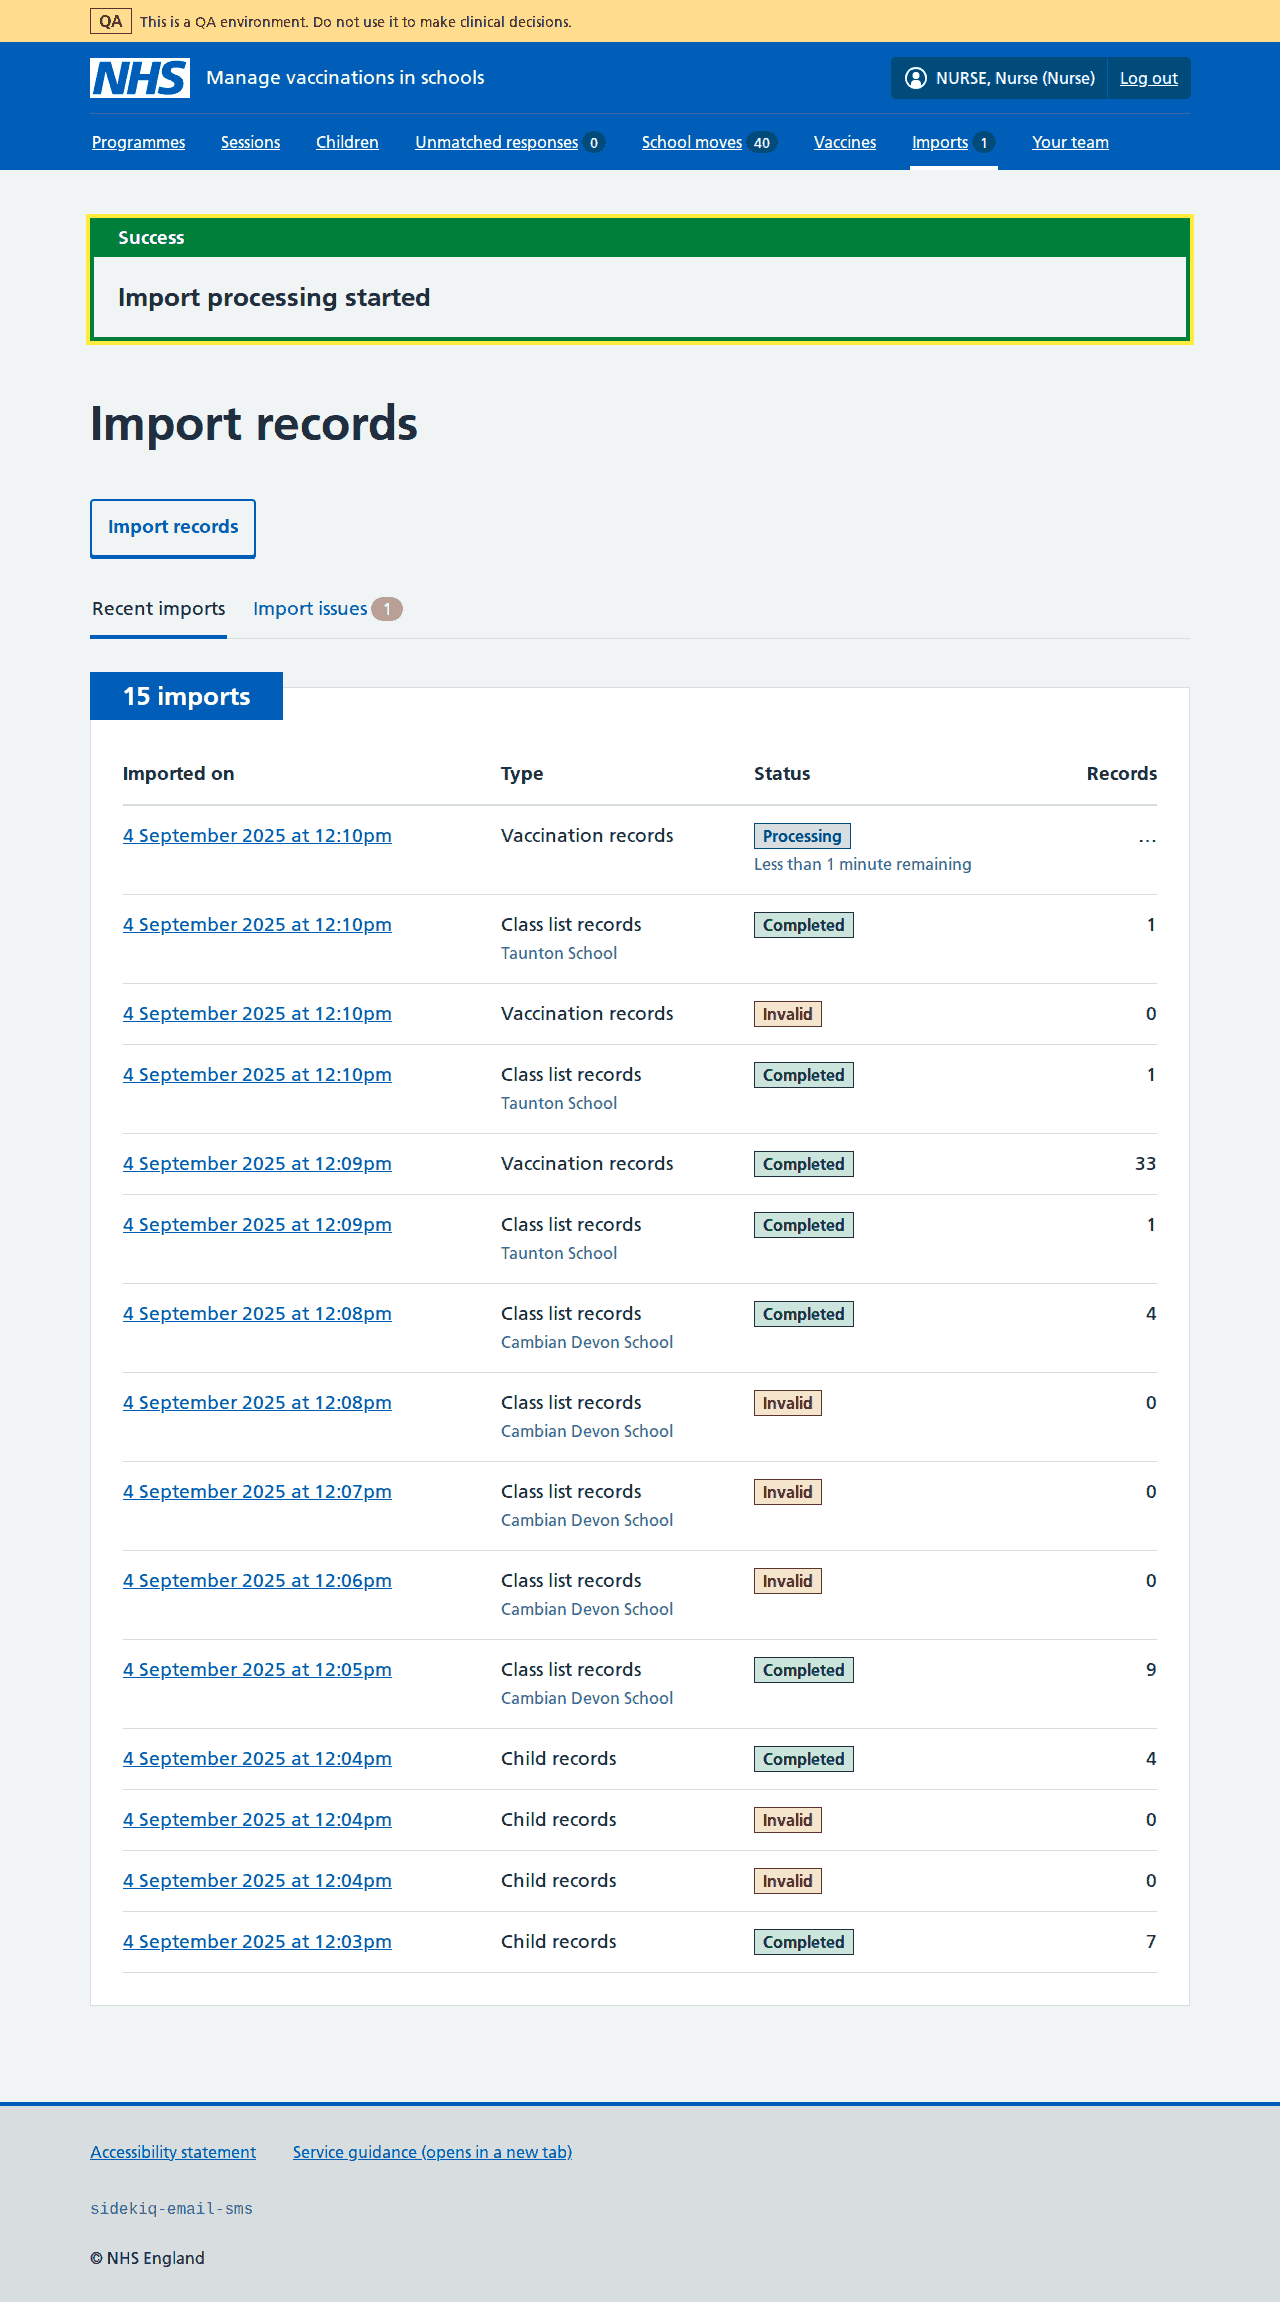 QA This is a QA environment. Do not use it to make clinical decisions.
NHS Manage vaccinations in schools NURSE, Nurse (Nurse) Log out
Programmes Sessions Children Unmatched responses 0 School moves 40 Vaccines Imports 1 Your team
Success
Import processing started
Import records
Import records
Recent imports Import issues 1
15 imports
Imported on Type Status Records
4 September 2025 at 12:10pm Vaccination records Processing ...
Less than 1 minute remaining
4 September 2025 at 12:10pm Class list records Completed 1
Taunton School
4 September 2025 at 12:10pm Vaccination records Invalid 0
4 September 2025 at 12:10pm Class list records Completed 1
Taunton School
4 September 2025 at 12:09pm Vaccination records Completed 33
4 September 2025 at 12:09pm Class list records Completed 1
Taunton School
4 September 2025 at 12:08pm Class list records Completed 4
Cambian Devon School
4 September 2025 at 12:08pm Class list records Invalid 0
Cambian Devon School
4 September 2025 at 12:07pm Class list records Invalid 0
Cambian Devon School
4 September 2025 at 12:06pm Class list records Invalid 0
Cambian Devon School
4 September 2025 at 12:05pm Class list records Completed 9
Cambian Devon School
4 September 2025 at 12:04pm Child records Completed 4
4 September 2025 at 12:04pm Child records Invalid 0
4 September 2025 at 12:04pm Child records Invalid 0
4 September 2025 at 12:03pm Child records Completed 7
Accessibility statement Service guidance (opens in a new tab)
sidekiq-email-sms
© NHS England